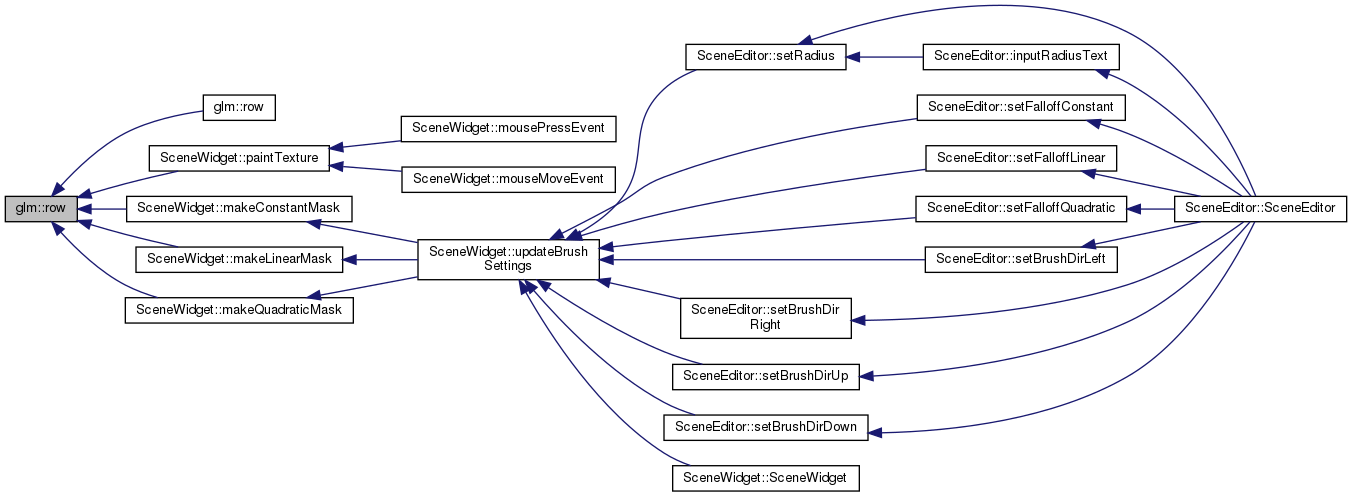 glm::row
glm::row
SceneWidget::paintTexture
SceneWidget::mousePressEvent
SceneWidget::mouseMoveEvent
SceneWidget::makeConstantMask
SceneWidget::makeLinearMask
SceneWidget::makeQuadraticMask
SceneWidget::updateBrush
Settings
SceneEditor::setRadius
SceneEditor::inputRadiusText
SceneEditor::setFalloffConstant
SceneEditor::setFalloffLinear
SceneEditor::setFalloffQuadratic
SceneEditor::SceneEditor
SceneEditor::setBrushDirLeft
SceneEditor::setBrushDir
Right
SceneEditor::setBrushDirUp
SceneEditor::setBrushDirDown
SceneWidget::SceneWidget